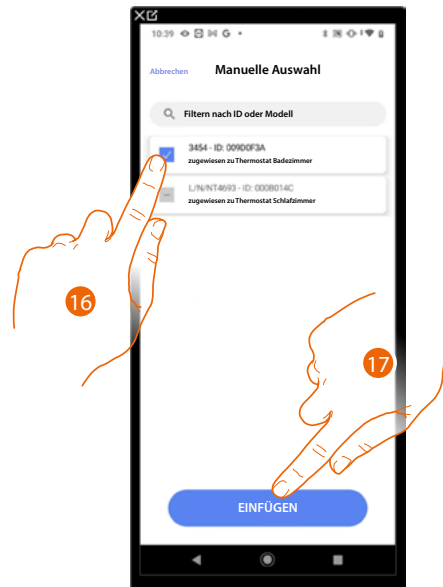 10:39
Abbrechen Manuelle Auswahl
Filtern nach ID oder Modell
3454 - ID: 009D0F3A
zugewiesen zu Thermostat Badezimmer
L/N/NT4693 - ID: 000B014C
zugewiesen zu Thermostat Schlafzimmer
16
17
EINFÜGEN